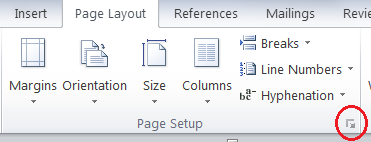 Insert Page Layout References Mailings
Breaks
Line Numbers
Margins Orientation Size Columns
Hyphenation
Page Setup